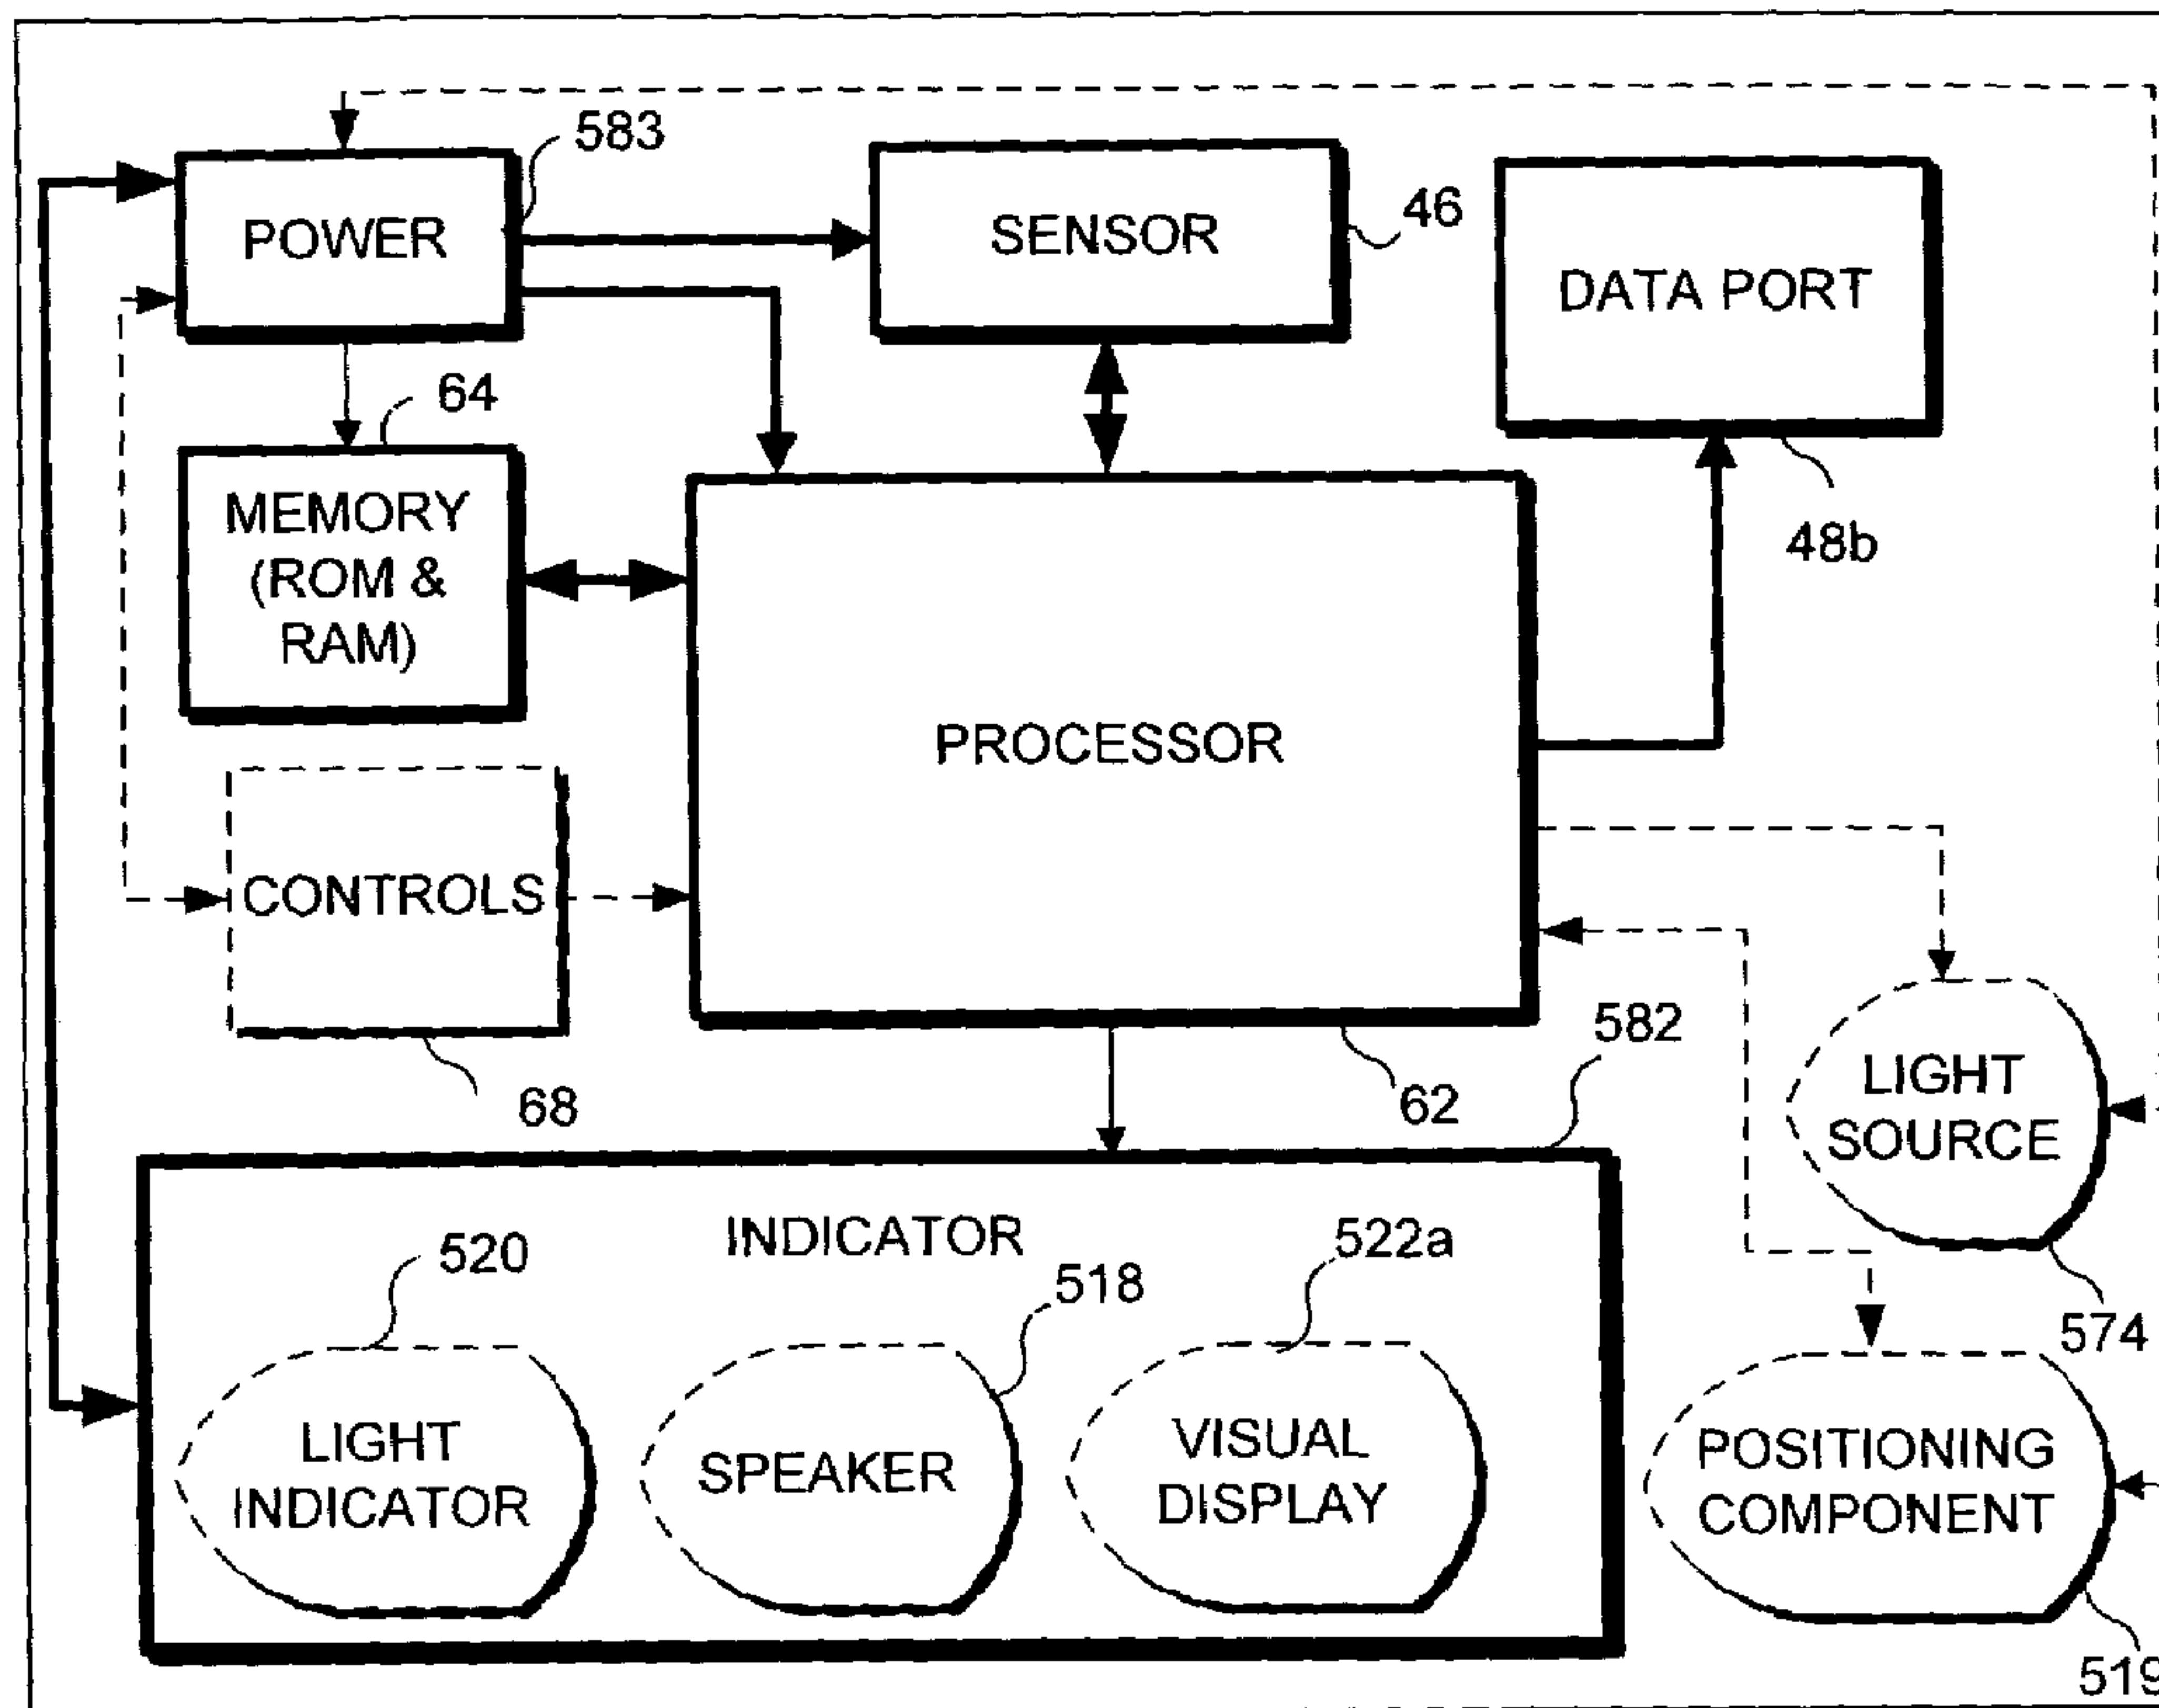 583
POWER
SENSOR
46
DATA PORT
64
MEMORY
(ROM &
RAM)
48b
PROCESSOR
CONTROLS
68
62
582
LIGHT
SOURCE
574
INDICATOR
520
518
522a
LIGHT
INDICATOR
SPEAKER
VISUAL
DISPLAY
POSITIONING
COMPONENT
519